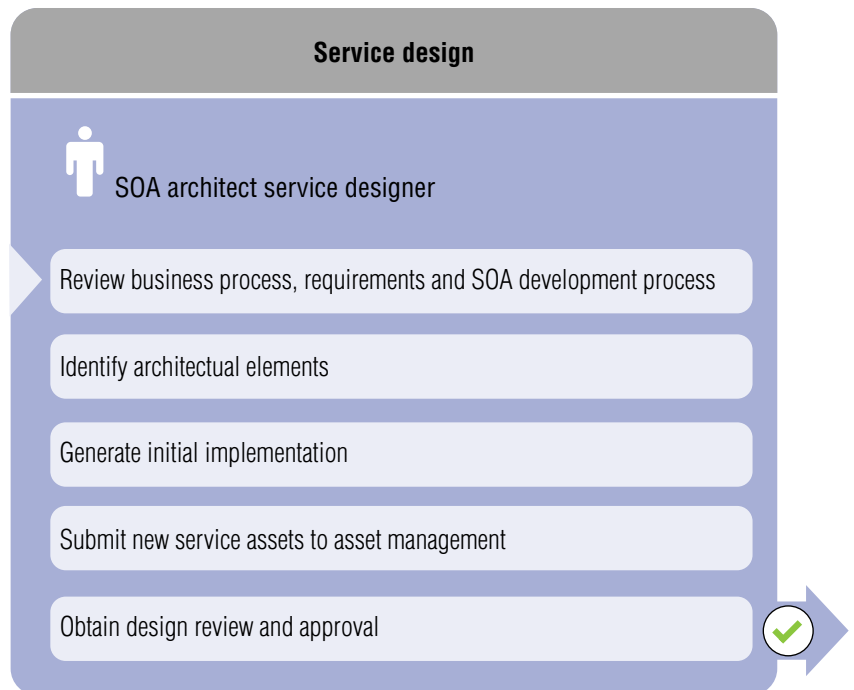 Service design
SOA architect service designer
Review business process, requirements and SOA development process
Identify architectual elements
Generate initial implementation
Submit new service assets to asset management
Obtain design review and approval